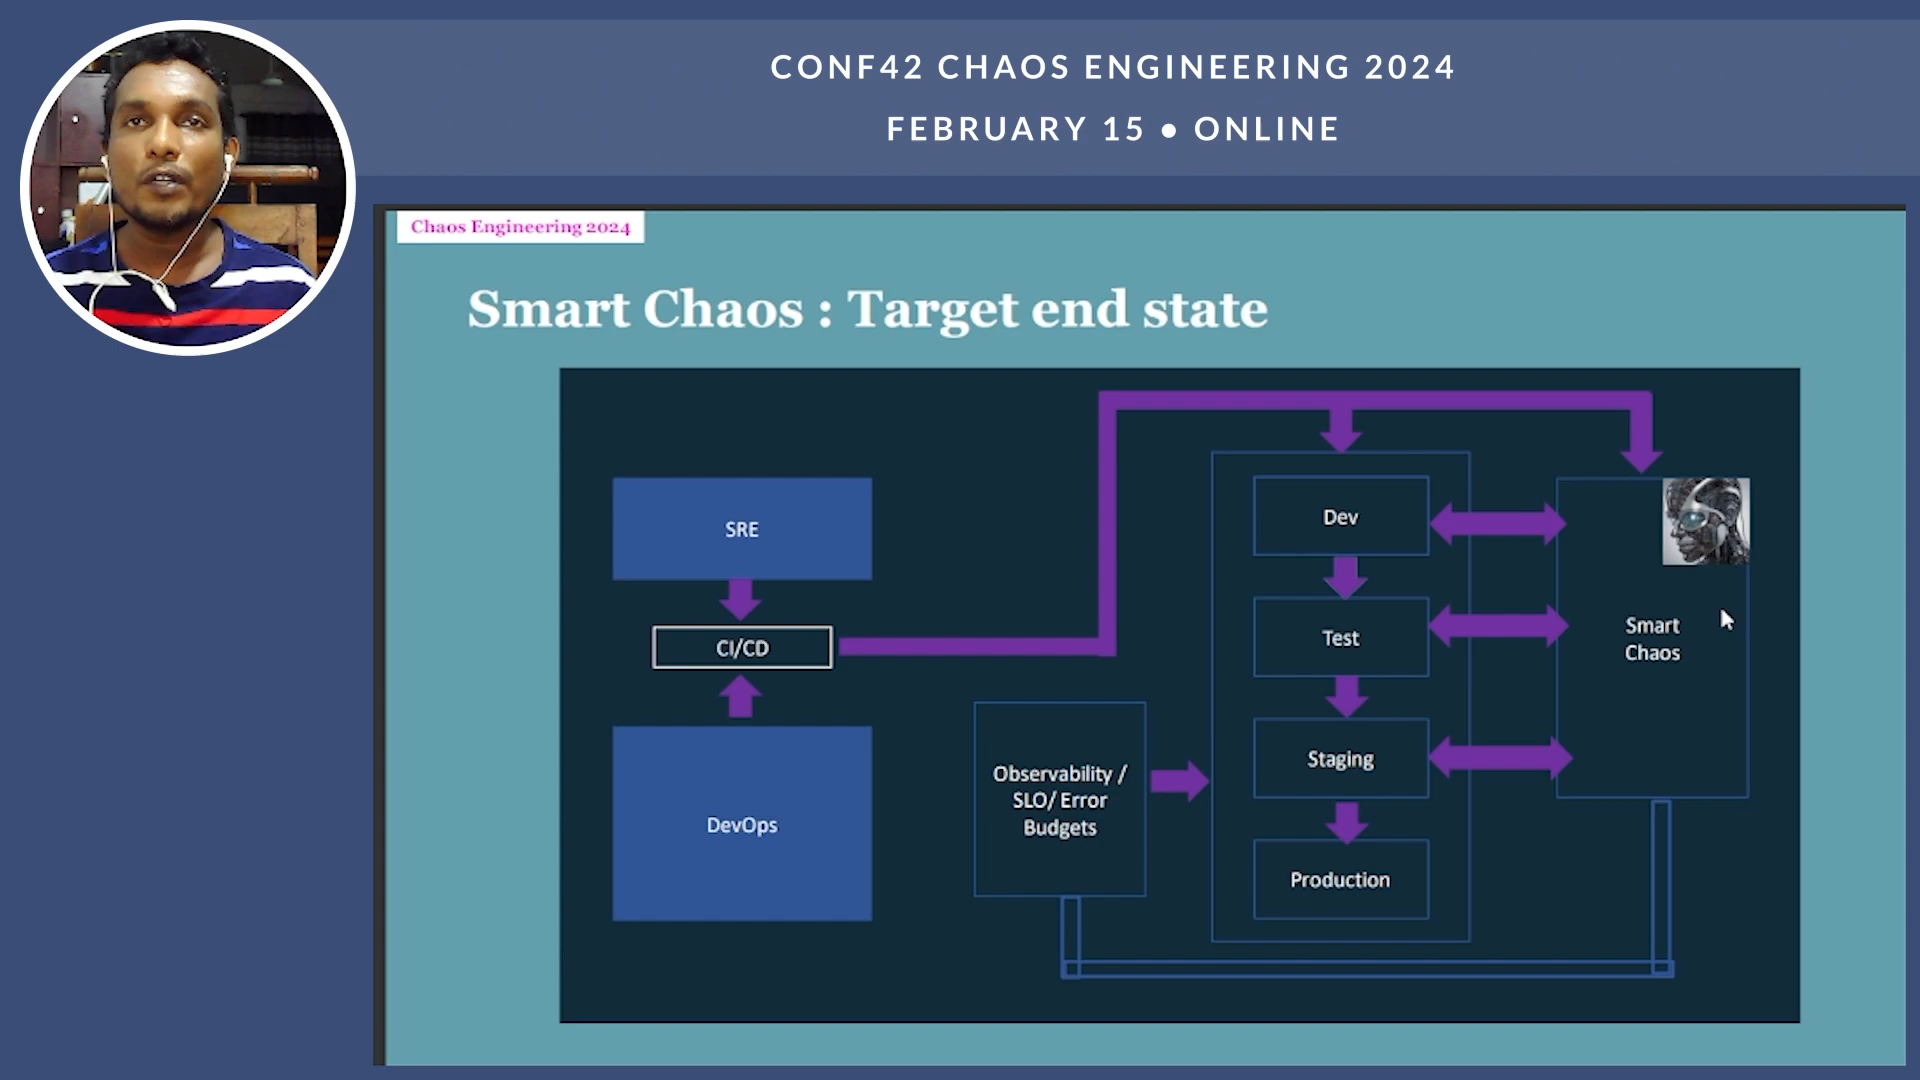 CONF42 CHAOS ENGINEERING 2024
FEBRUARY 15 • ONLINE
Chaos Engineering 2024
Smart Chaos : Target end state
SRE
CI/CD
DevOps
Observability /
SLO/ Error
Budgets
Dev
Test
Staging
Production
Smart
Chaos